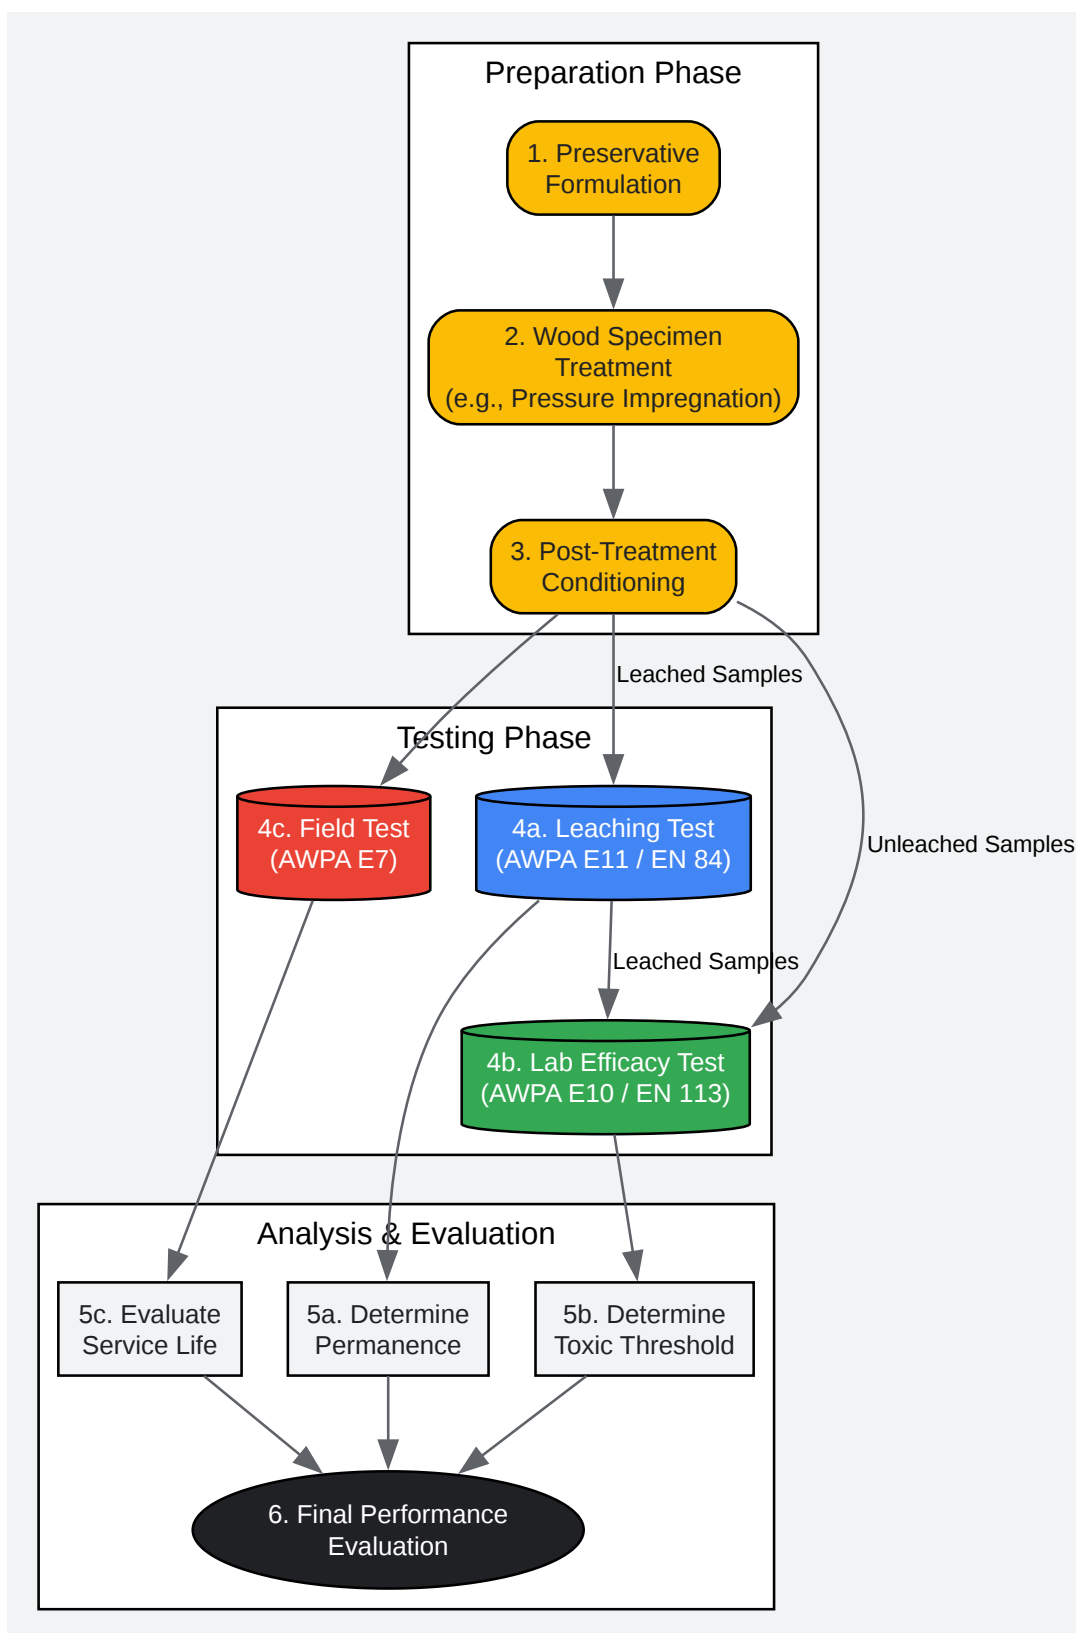 Preparation Phase
1. Preservative
Formulation
2. Wood Specimen
Treatment
(e.g., Pressure Impregnation)
3. Post-Treatment
Conditioning
Leached Samples
Testing Phase
4c. Field Test
(AWPA E7)
4a. Leaching Test
(AWPA E11 / EN 84)
Unleached Samples
Leached Samples
4b. Lab Efficacy Test
(AWPA E10 / EN 113)
Analysis & Evaluation
5c. Evaluate
Service Life
5a. Determine
Permanence
5b. Determine
Toxic Threshold
6. Final Performance
Evaluation